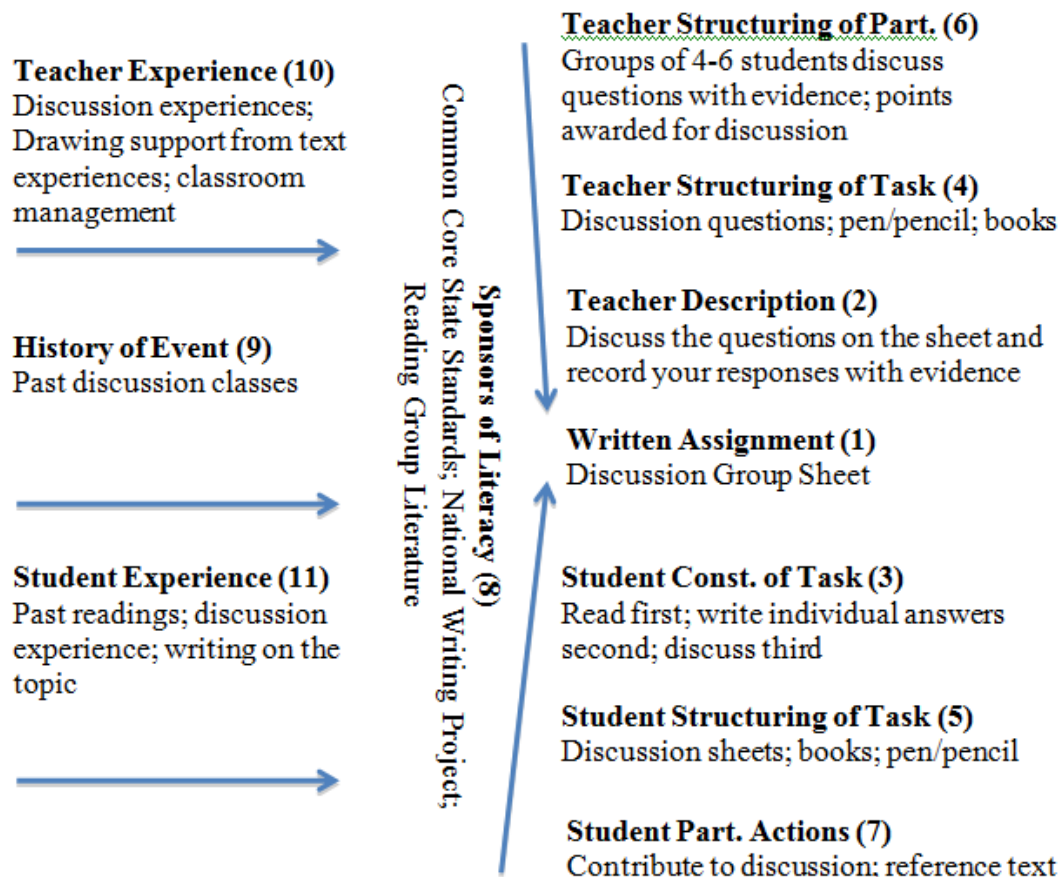 Teacher Experience (10)
Discussion experiences;
Drawing support from text
experiences; classroom
management
History of Event (9)
Past discussion classes
Student Experience (11)
Past readings; discussion
experience; writing on the
topic
Sponsors of Literacy (8)
Common Core State Standards; National Writing Project;
Reading Group Literature
Teacher Structuring of Part. (6)
Groups of 4-6 students discuss
questions with evidence; points
awarded for discussion
Teacher Structuring of Task (4)
Discussion questions; pen/pencil; books
Teacher Description (2)
Discuss the questions on the sheet and
record your responses with evidence
Written Assignment (1)
Discussion Group Sheet
Student Const. of Task (3)
Read first; write individual answers
second; discuss third
Student Structuring of Task (5)
Discussion sheets; books; pen/pencil
Student Part. Actions (7)
Contribute to discussion; reference text